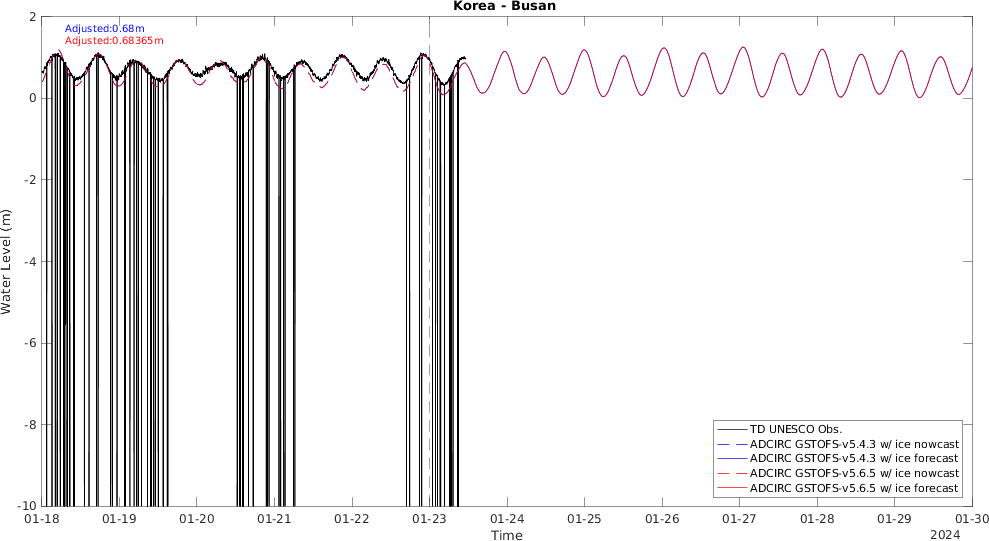 Korea - Busan
Adjusted:0.68m
Adjusted:0.68365m
2
0
-2
-4
-6
-8
-10
Water Level (m)
TD UNESCO Obs.
ADCIRC GSTOFS-v5.4.3 w/ ice nowcast
ADCIRC GSTOFS-v5.4.3 w/ ice forecast
ADCIRC GSTOFS-v5.6.5 w/ ice nowcast
ADCIRC GSTOFS-v5.6.5 w/ ice forecast
01-18 01-19 01-20 01-21 01-22 01-23 01-24 01-25 01-26 01-27 01-28 01-29 01-30
Time
2024